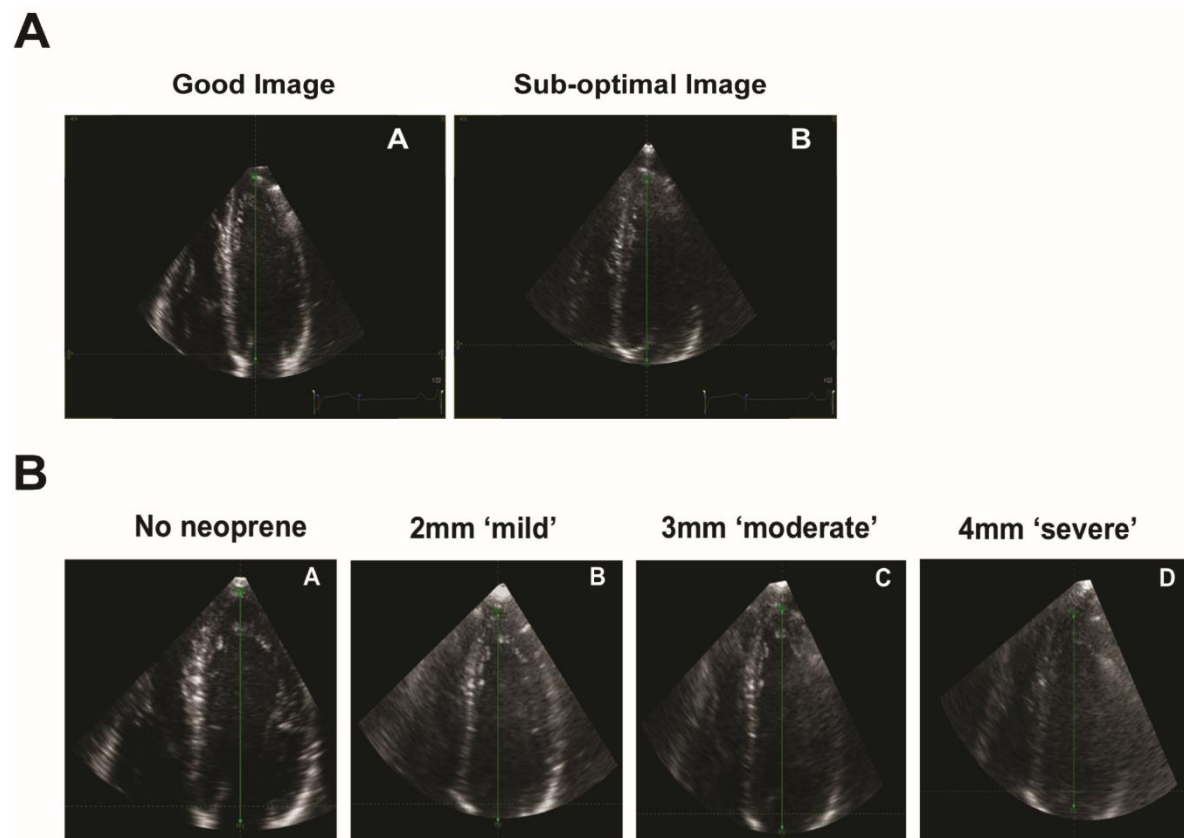 A
Good Image Sub-optimal Image
A B
B
No neoprene 2mm ‘mild’ 3mm ‘moderate’ 4mm ‘severe’
A B C D